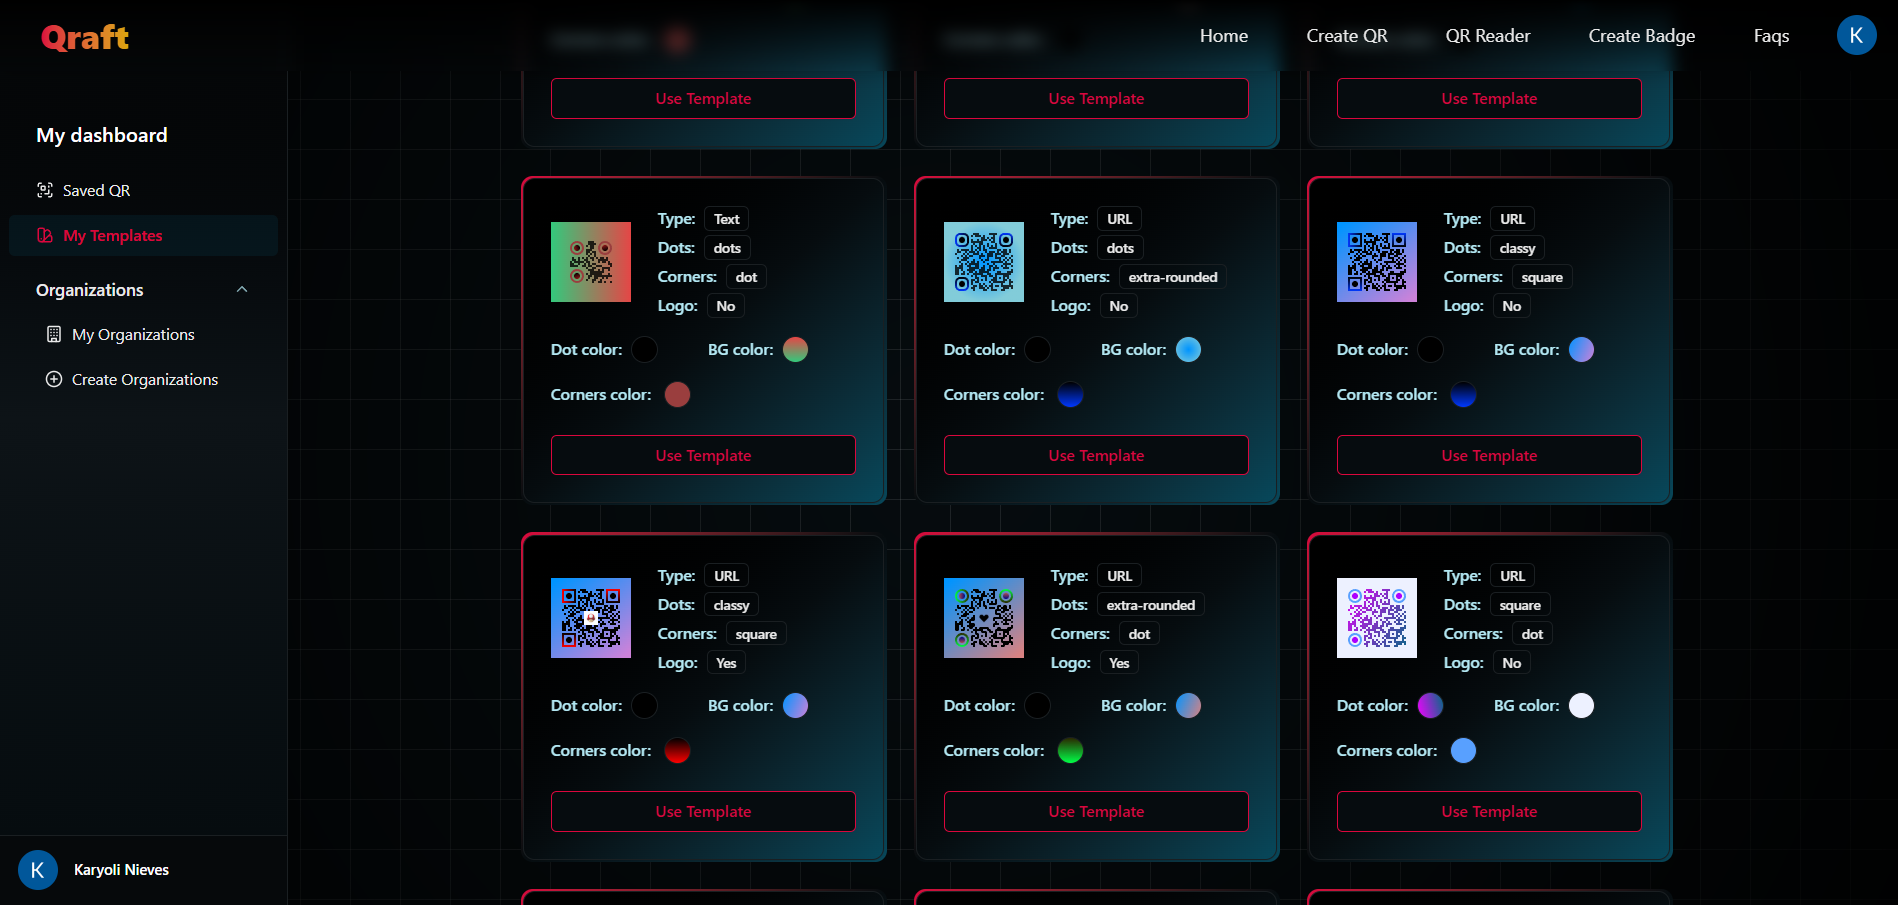 Qraft
Home
Create QR
QR Reader
Create Badge
Faqs
K
My dashboard
Saved QR
My Templates
Organizations
My Organizations
Create Organizations
K
Karyoli Nieves
Use Template
Use Template
Use Template
Type: Text
Dots: dots
Corners: dot
Logo: No
Dot color:
BG color:
Corners color:
Use Template
Type: URL
Dots: dots
Corners: extra-rounded
Logo: No
Dot color:
BG color:
Corners color:
Use Template
Type: URL
Dots: classy
Corners: square
Logo: No
Dot color:
BG color:
Corners color:
Use Template
Type: URL
Dots: classy
Corners: square
Logo: Yes
Dot color:
BG color:
Corners color:
Use Template
Type: URL
Dots: extra-rounded
Corners: dot
Logo: Yes
Dot color:
BG color:
Corners color:
Use Template
Type: URL
Dots: square
Corners: dot
Logo: No
Dot color:
BG color:
Corners color:
Use Template